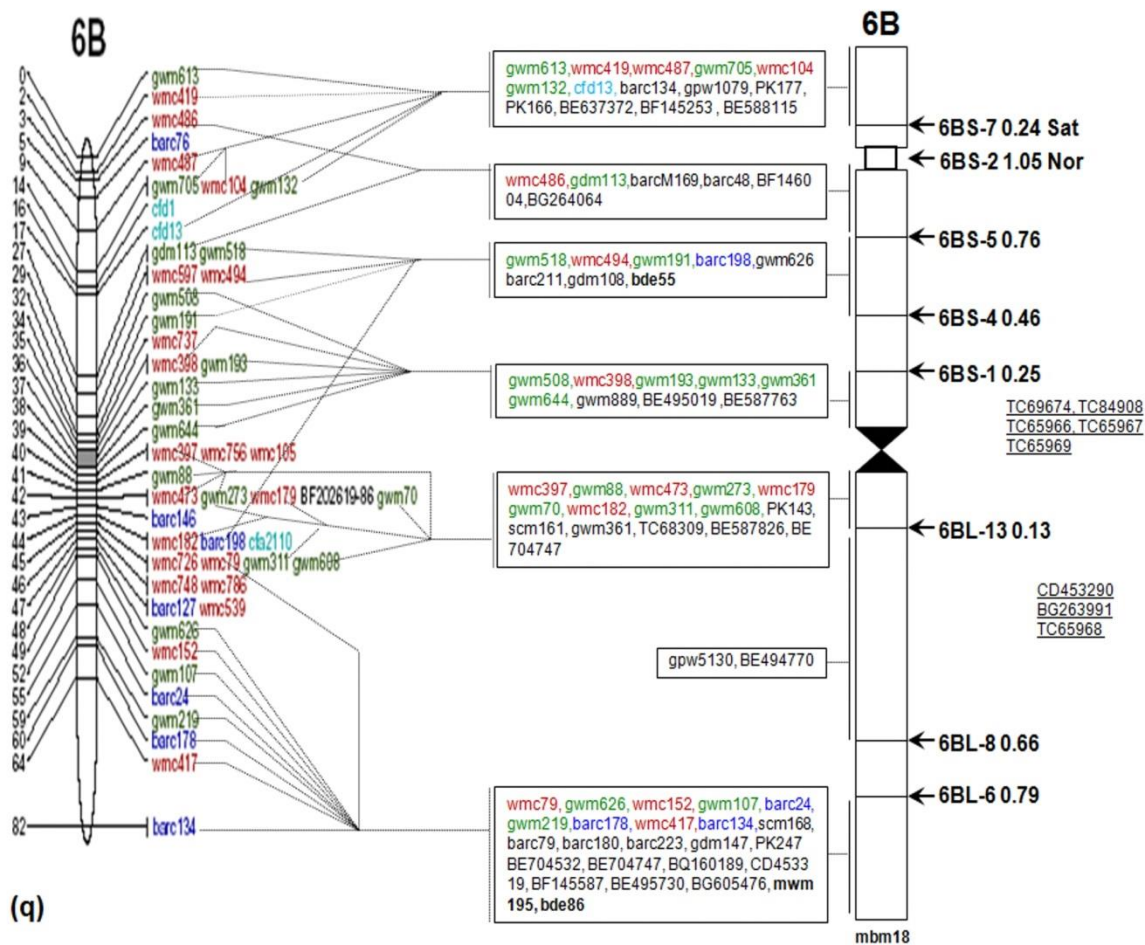 6B
0 gwm613
2 wmc419
3 wmc486
5 barc76
9 wmc487
14 gwm705 wmc104 gwm132
16 cfd1
17 cfd13
27 gdm113 gwm518
29 wmc597 wmc494
32 gwm508
34 gwm191
35 wmc737
36 wmc398 gwm193
37 gwm133
38 gwm361
39 gwm644
40 wmc397 wmc756 wmc105
41 gwm88
42 wmc473 gwm273 wmc179 BF202619-86 gwm70
43 barc146
44 wmc182 barc198 cfa2110
45 wmc726 wmc79 gwm311 gwm608
46 wmc748 wmc786
47 barc127 wmc539
48 gwm626
49 wmc152
52 gwm107
55 barc24
59 gwm219
60 barc178
64 wmc417
82 barc134
(q)
gwm613,wmc419,wmc487,gwm705,wmc104
gwm132, cfd13, barc134, gpw1079, PK177,
PK166, BE637372, BF145253 , BE588115
wmc486,gdm113,barcM169,barc48,BF1460
04,BG264064
gwm518,wmc494,gwm191,barc198,gwm626
barc211,gdm108,bde55
gwm508,wmc398,gwm193,gwm133,gwm361
gwm644, gwm889, BE495019, BE587763
wmc397,gwm88,wmc473,gwm273,wmc179
gwm70, wmc182, gwm311, gwm608, PK143,
scm161, gwm361, TC68309, BE587826, BE
704747
gpw5130, BE494770
wmc79, gwm626, wmc152, gwm107, barc24,
gwm219,barc178,wmc417,barc134,scm168,
barc79, barc180, barc223, gdm147, PK247
BE704532, BE704747, BQ160189, CD4533
19, BF145587, BE495730, BG605476, mwm
195, bde86
6B
6BS-7 0.24 Sat
6BS-2 1.05 Nor
6BS-5 0.76
6BS-4 0.46
6BS-1 0.25
TC69674, TC84908
TC65966, TC65967
TC65969
6BL-13 0.13
CD453290
BG263991
TC65968
6BL-8 0.66
6BL-6 0.79
mbm18